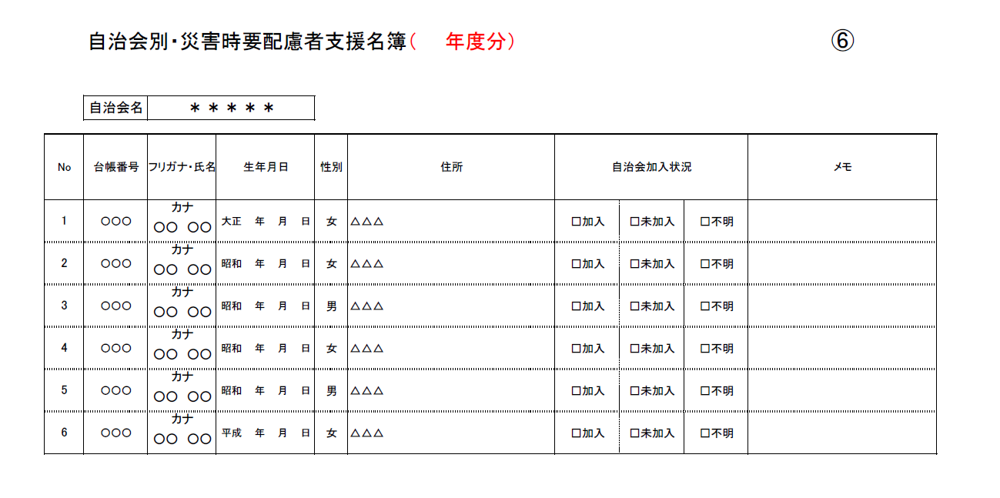 自治会別・災害時要配慮者支援名簿(　年度分)　⑥
自治会名　＊＊＊＊＊
No　台帳番号　フリガナ・氏名　生年月日　性別　住所　自治会加入状況　メモ
カナ
1　○○○　○○　○○　大正　年　月　日　女　△△△　□加入　□未加入　□不明
カナ
2　○○○　○○　○○　昭和　年　月　日　女　△△△　□加入　□未加入　□不明
カナ
3　○○○　○○　○○　昭和　年　月　日　男　△△△　□加入　□未加入　□不明
カナ
4　○○○　○○　○○　昭和　年　月　日　女　△△△　□加入　□未加入　□不明
カナ
5　○○○　○○　○○　昭和　年　月　日　男　△△△　□加入　□未加入　□不明
カナ
6　○○○　○○　○○　平成　年　月　日　女　△△△　□加入　□未加入　□不明